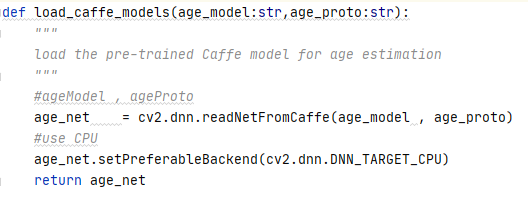 def load_caffe_models(age_model:str,age_proto:str):
    """
    load the pre-trained Caffe model for age estimation
    """
    #ageModel , ageProto
    age_net    = cv2.dnn.readNetFromCaffe(age_model , age_proto)
    #use CPU
    age_net.setPreferableBackend(cv2.dnn.DNN_TARGET_CPU)
    return age_net